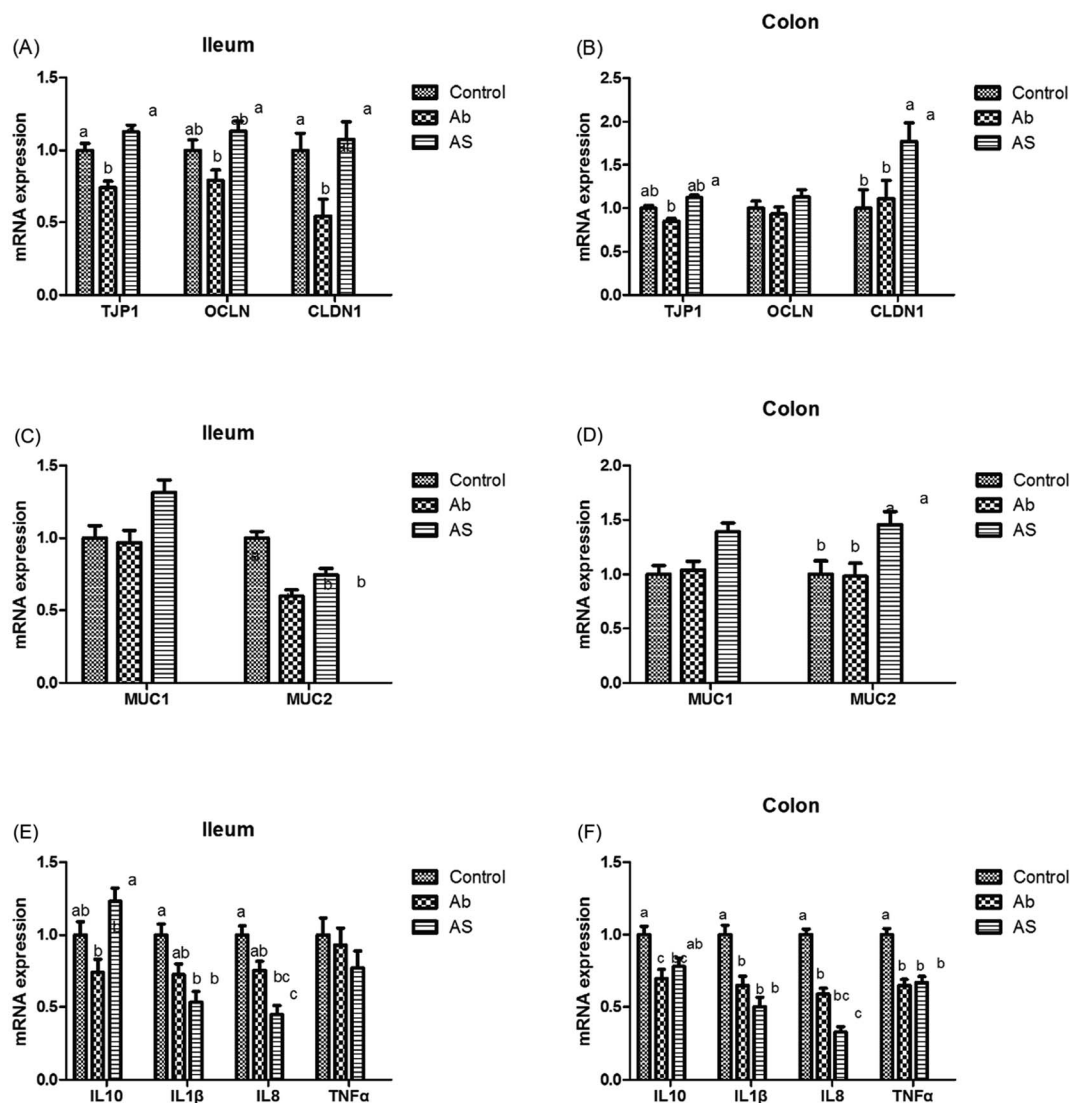 (A)
Ileum
mRNA expression
1.5
1.0
0.5
0.0
a b a
ab b ab a
a b a
TJP1 OCLN CLDN1
Control
Ab
AS
(B)
Colon
mRNA expression
2.5
2.0
1.5
1.0
0.5
0.0
ab b ab a
b b a a
TJP1 OCLN CLDN1
Control
Ab
AS
(C)
Ileum
mRNA expression
1.5
1.0
0.5
0.0
a b b
MUC1 MUC2
Control
Ab
AS
(D)
Colon
mRNA expression
2.0
1.5
1.0
0.5
0.0
b b a a
MUC1 MUC2
Control
Ab
AS
(E)
Ileum
mRNA expression
1.5
1.0
0.5
0.0
ab b a
a ab b b
a ab bc c
IL10 IL1β IL8 TNFα
Control
Ab
AS
(F)
Colon
mRNA expression
1.5
1.0
0.5
0.0
a c bc ab
a b b b
a b bc c
a b b b
IL10 IL1β IL8 TNFα
Control
Ab
AS